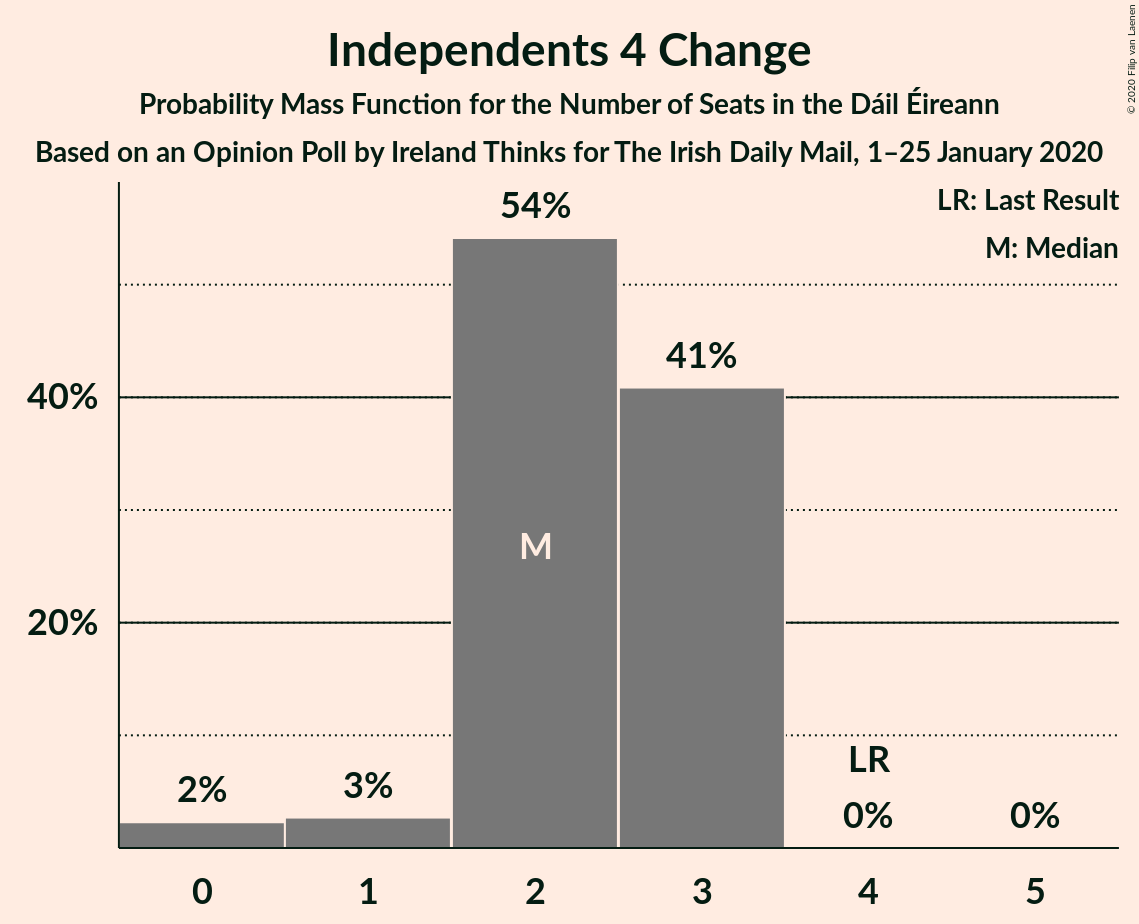 Independents 4 Change
Probability Mass Function for the Number of Seats in the Dáil Éireann
Based on an Opinion Poll by Ireland Thinks for The Irish Daily Mail, 1–25 January 2020
© 2020 Filip van Laenen
LR: Last Result
M: Median
54%
41%
40%
M
20%
LR
2%
3%
0%
0%
0 1 2 3 4 5